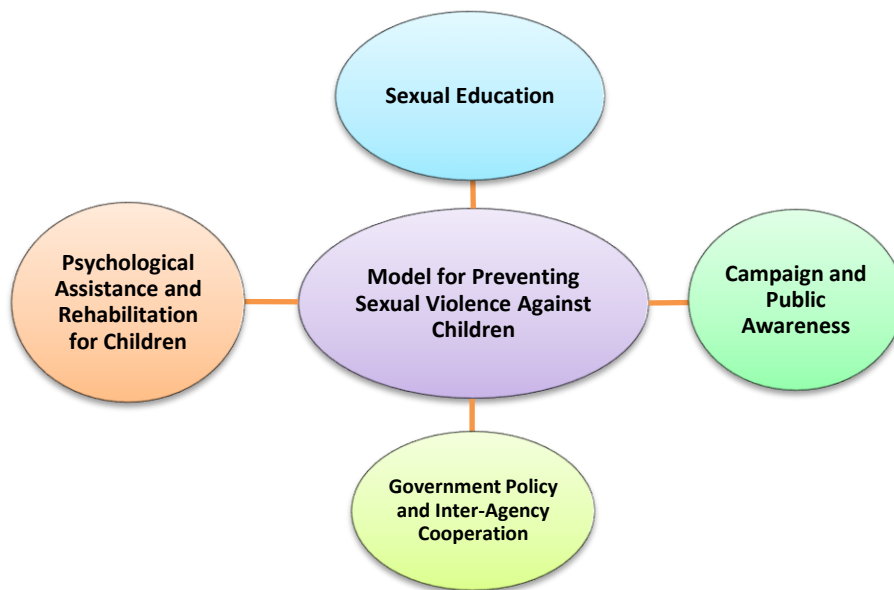 Sexual Education
Psychological
Assistance and
Rehabilitation
for Children
Model for Preventing
Sexual Violence Against
Children
Campaign and
Public
Awareness
Government Policy
and Inter-Agency
Cooperation